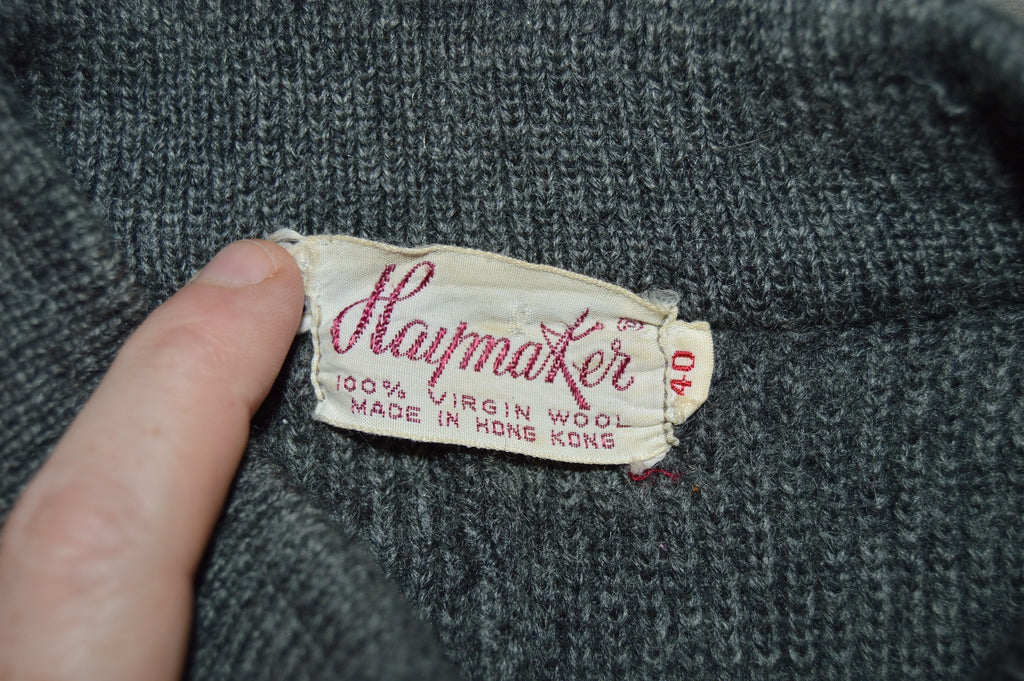 Haymaker ®
100% VIRGIN WOOL
MADE IN HONG KONG
40